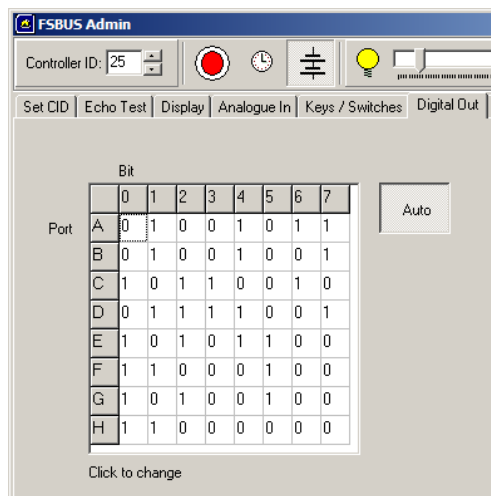 FSBUS Admin
Controller ID: 25
Set CID Echo Test Display Analogue In Keys / Switches Digital Out
Bit
0 1 2 3 4 5 6 7
Auto
Port
A 0 1 0 0 1 0 1 1
B 0 1 0 0 1 0 0 1
C 1 0 1 1 0 0 1 0
D 0 1 1 1 1 0 0 1
E 1 0 1 0 1 1 0 0
F 1 1 0 0 0 1 0 0
G 1 0 1 0 0 1 0 0
H 1 1 0 0 0 0 0 0
Click to change